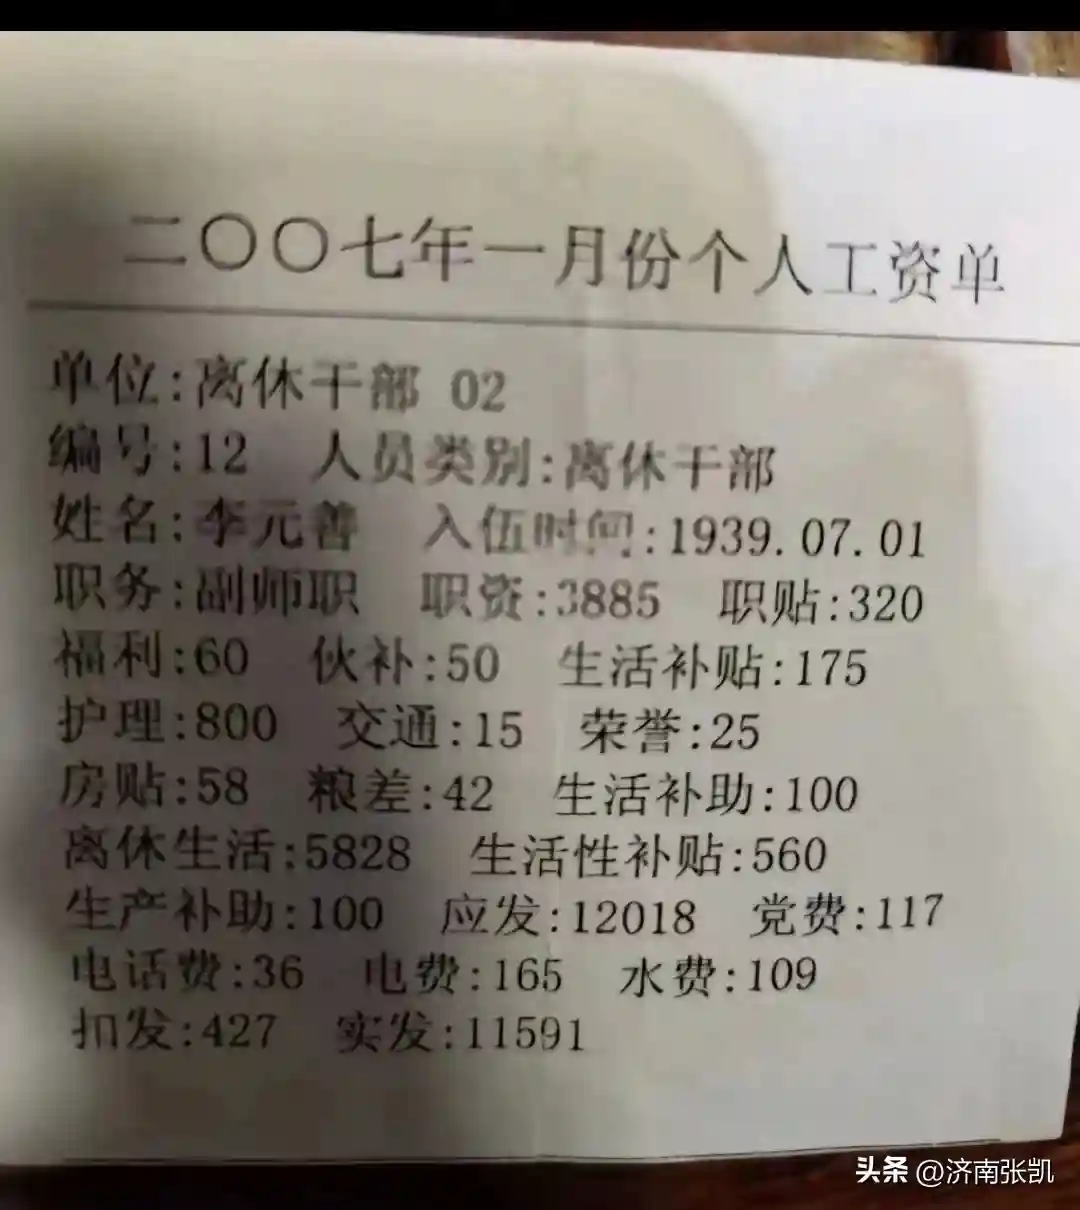 二〇〇七年一月份个人工资单
单位:离休干部 02
编号:12 人员类别:离休干部
姓名:李元善 入伍时间:1939.07.01
职务:副师职 职资:3885 职贴:320
福利:60 伙补:50 生活补贴:175
护理:800 交通:15 荣誉:25
房贴:58 粮差:42 生活补助:100
离休生活:5828 生活性补贴:560
生产补助:100 应发:12018 党费:117
电话费:36 电费:165 水费:109
扣发:427 实发:11591
头条 @济南张凯